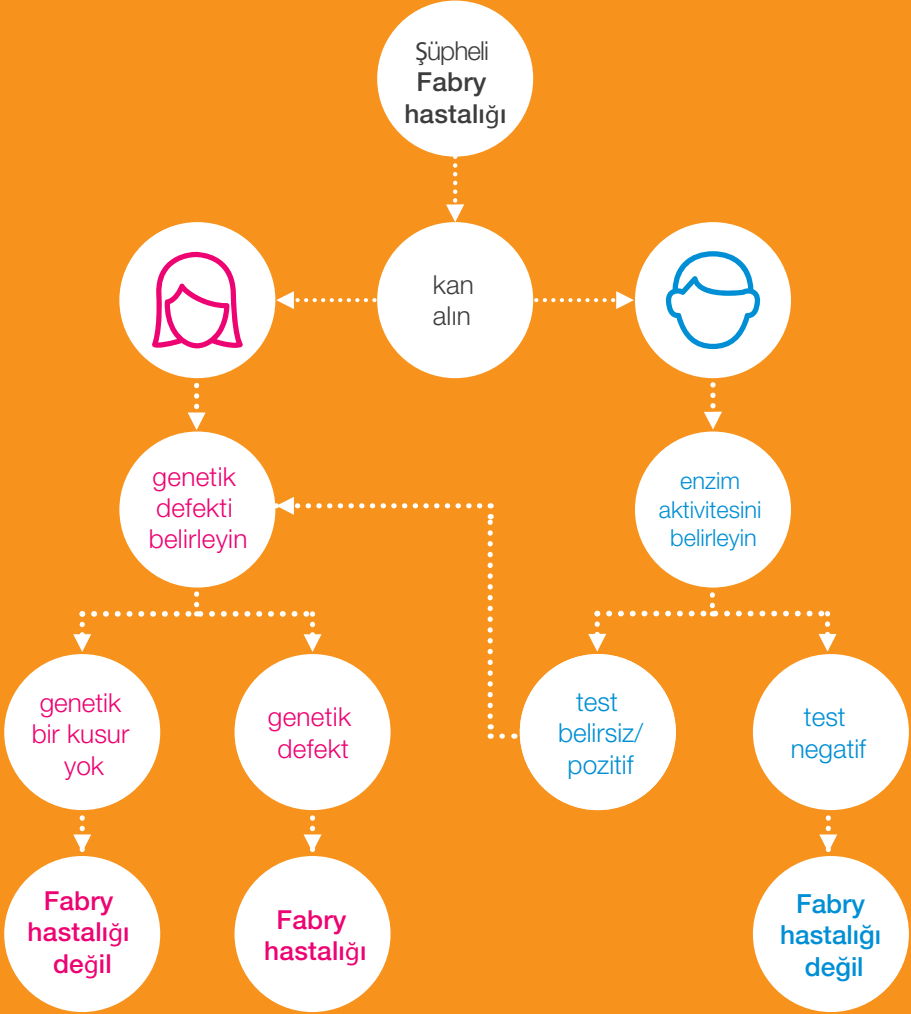 Şüpheli
Fabry
hastalığı
kan
alın
genetik
defekti
belirleyin
enzim
aktivitesini
belirleyin
genetik
bir kusur
yok
genetik
defekt
test
belirsiz/
pozitif
test
negatif
Fabry
hastalığı
değil
Fabry
hastalığı
Fabry
hastalığı
değil